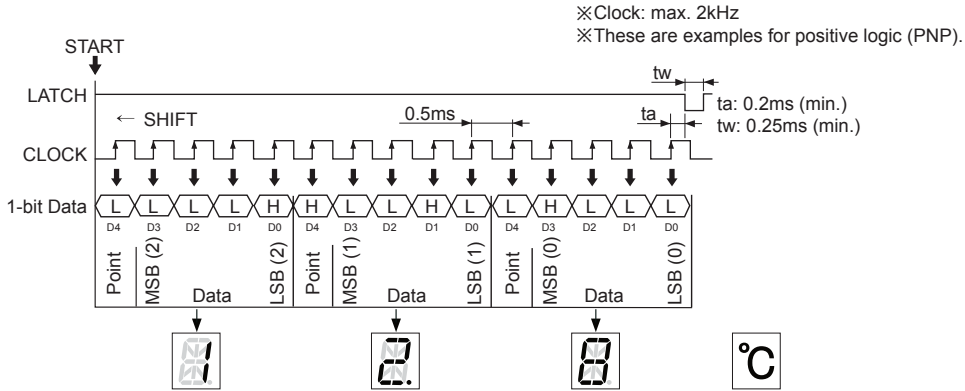 ※Clock: max. 2kHz
※These are examples for positive logic (PNP).
START
tw
LATCH
ta: 0.2ms (min.)
← SHIFT
0.5ms
ta
tw: 0.25ms (min.)
CLOCK
1-bit Data L L L L H H L L H L L H L L L
D4 D3 D2 D1 D0 D4 D3 D2 D1 D0 D4 D3 D2 D1 D0
Point MSB (2) Data LSB (2) Point MSB (1) Data LSB (1) Point MSB (0) Data LSB (0)
1 2. 8 °C